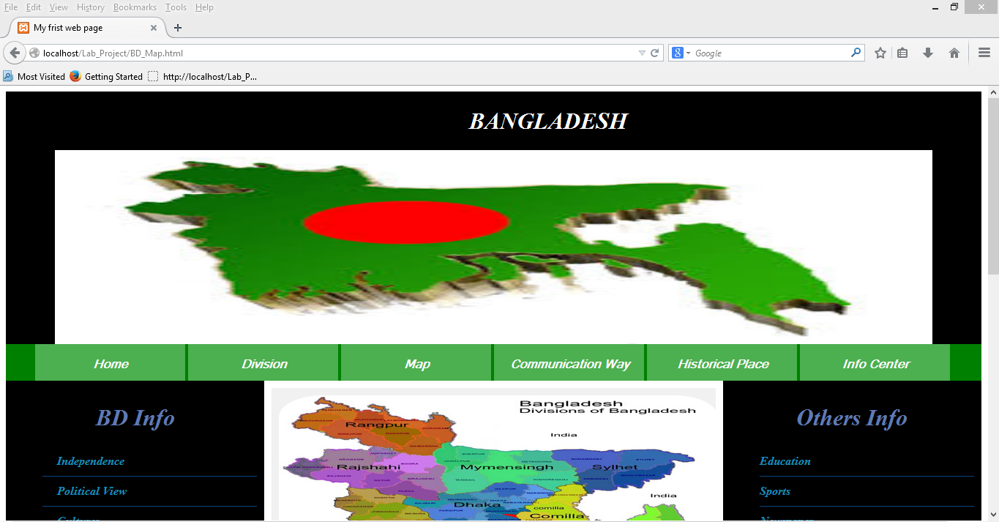 File Edit View History Bookmarks Tools Help
My frist web page
localhost/Lab_Project/BD_Map.html
Google
Most Visited Getting Started http://localhost/Lab_P...
BANGLADESH
Home Division Map Communication Way Historical Place Info Center
BD Info
Independence
Political View
Bangladesh
Divisions of Bangladesh
India
Rangpur
Rajshahi Mymensingh Sylhet
India
Dhaka
comilla
Comilla
Others Info
Education
Sports